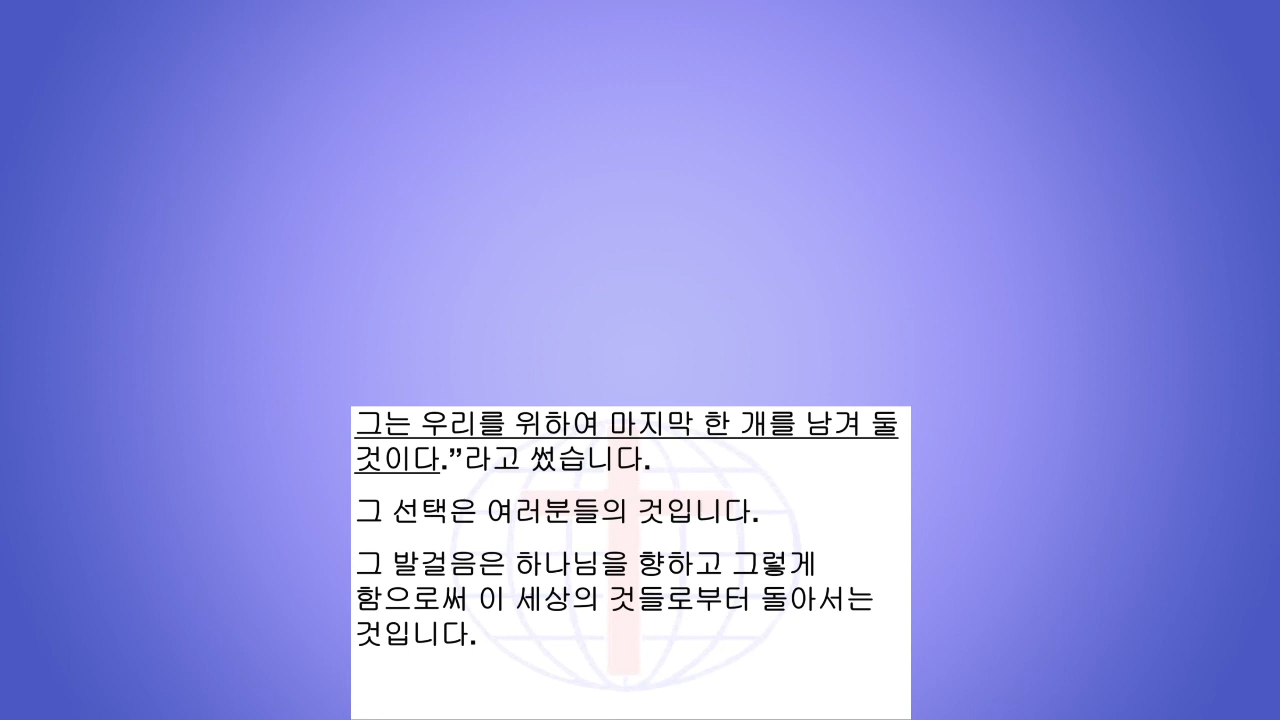 그는 우리를 위하여 마지막 한 개를 남겨 둘
것이다.”라고 썼습니다.
그 선택은 여러분들의 것입니다.
그 발걸음은 하나님을 향하고 그렇게
함으로써 이 세상의 것들로부터 돌아서는
것입니다.